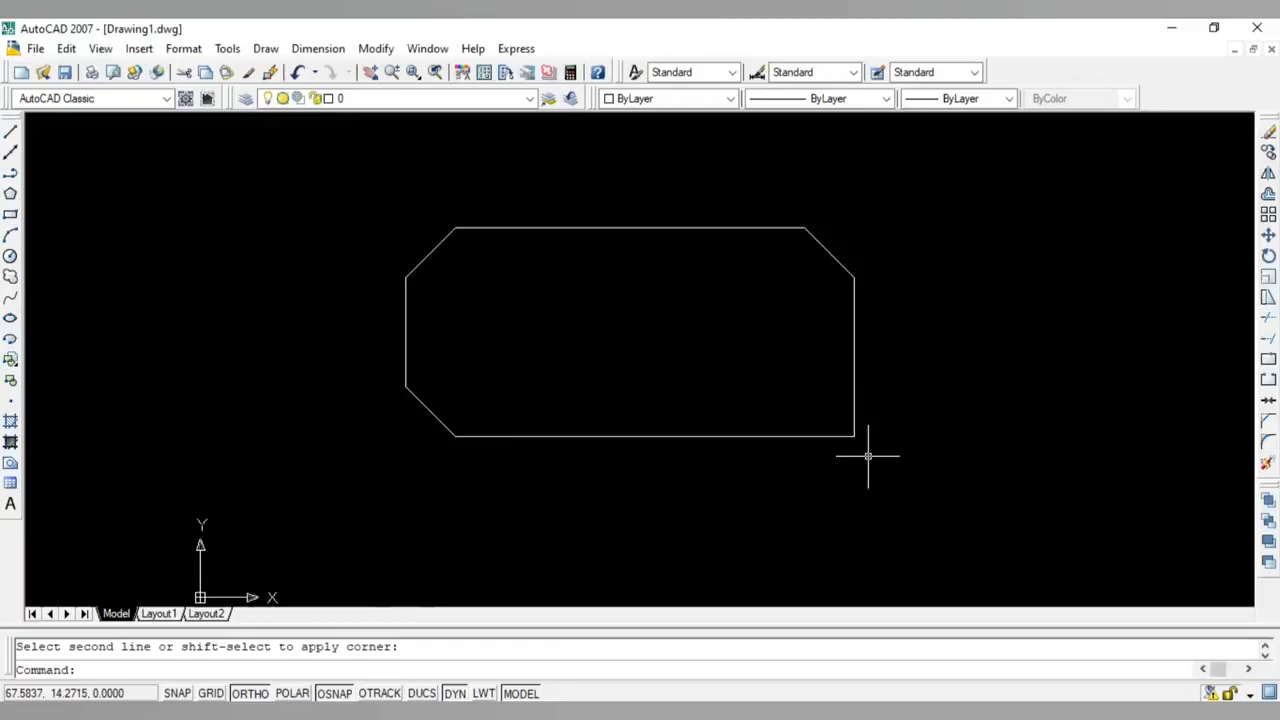 AutoCAD 2007 - [Drawing1.dwg]
File Edit View Insert Format Tools Draw Dimension Modify Window Help Express
Standard Standard Standard
AutoCAD Classic 0 ByLayer ByLayer ByLayer ByColor
A
Y
X
Model Layout1 Layout2
Select second line or shift-select to apply corner:
Command:
67.5837, 14.2715, 0.0000 SNAP GRID ORTHO POLAR OSNAP OTRACK DUCS DYN LWT MODEL